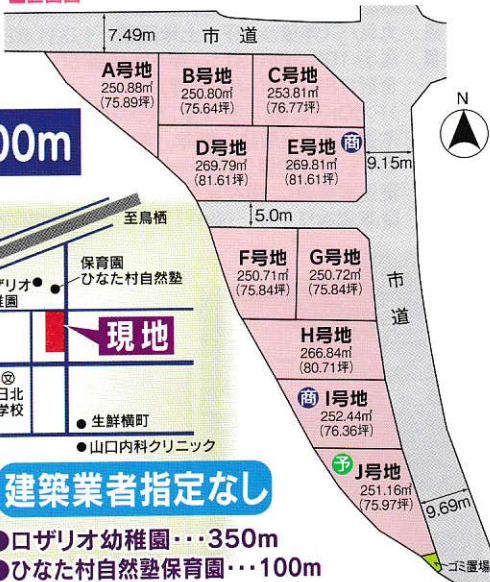 7.49m
市道
A号地
250.88㎡
(75.89坪)
B号地
250.80㎡
(75.64坪)
C号地
253.81㎡
(76.77坪)
D号地
269.79㎡
(81.61坪)
E号地
269.81㎡
(81.61坪)
商
9.15m
N
00m
5.0m
F号地
250.71㎡
(75.84坪)
G号地
250.72㎡
(75.84坪)
市道
H号地
266.84㎡
(80.71坪)
商
I号地
252.44㎡
(76.36坪)
予
J号地
251.16㎡
(75.97坪)
9.69m
ゴミ置場
至鳥栖
ザリオ
稚園
保育園
ひなた村自然塾
現地
文
日北
学校
生鮮横町
山口内科クリニック
建築業者指定なし
●ロザリオ幼稚園･･･350m
●ひなた村自然塾保育園･･･100m